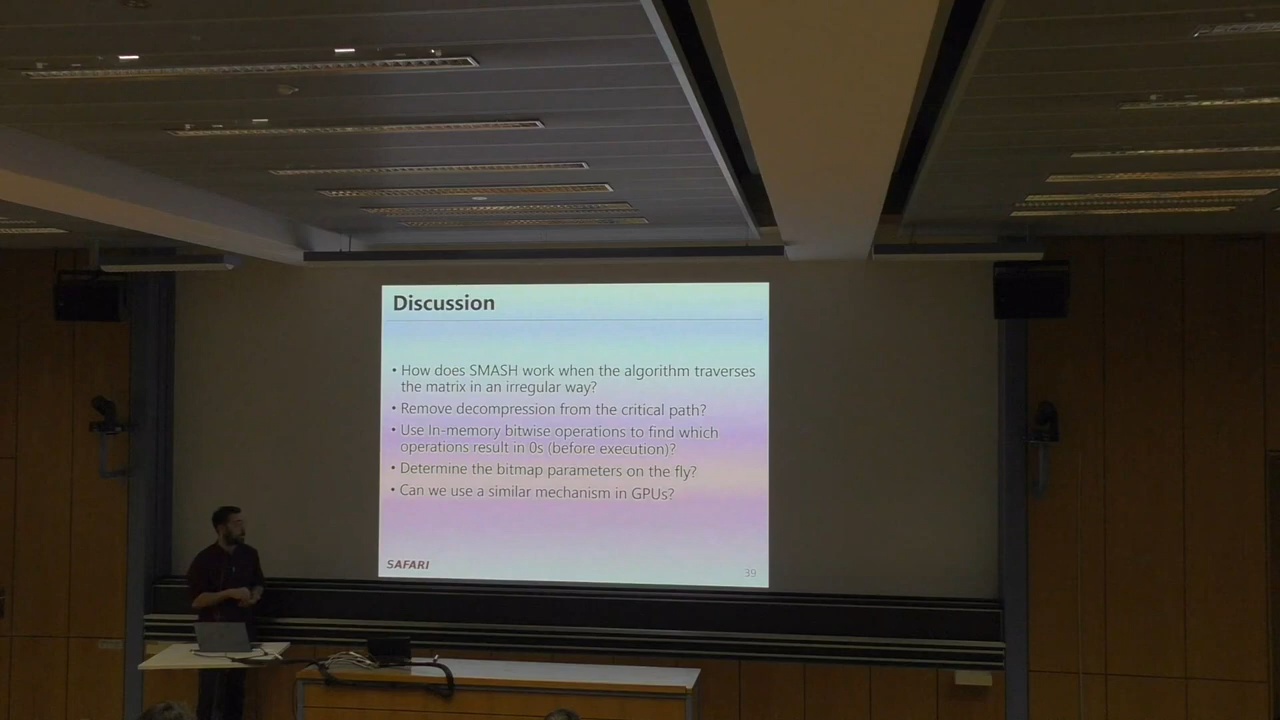 Discussion
• How does SMASH work when the algorithm traverses
the matrix in an irregular way?
• Remove decompression from the critical path?
• Use In-memory bitwise operations to find which
operations result in 0s (before execution)?
• Determine the bitmap parameters on the fly?
• Can we use a similar mechanism in GPUs?
SAFARI
39